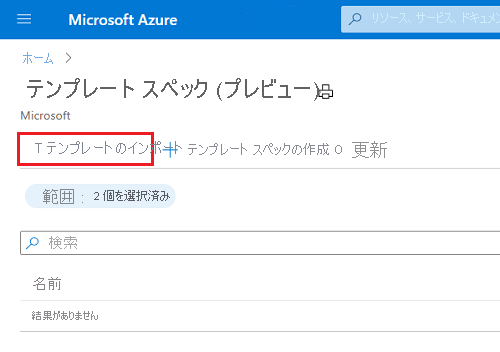 Microsoft Azure
リソース、サービス、ドキュメ
ホーム
テンプレート スペック (プレビュー)
Microsoft
T テンプレートのインポート テンプレート スペックの作成 O 更新
範囲 : 2 個を選択済み
検索
名前
結果がありません